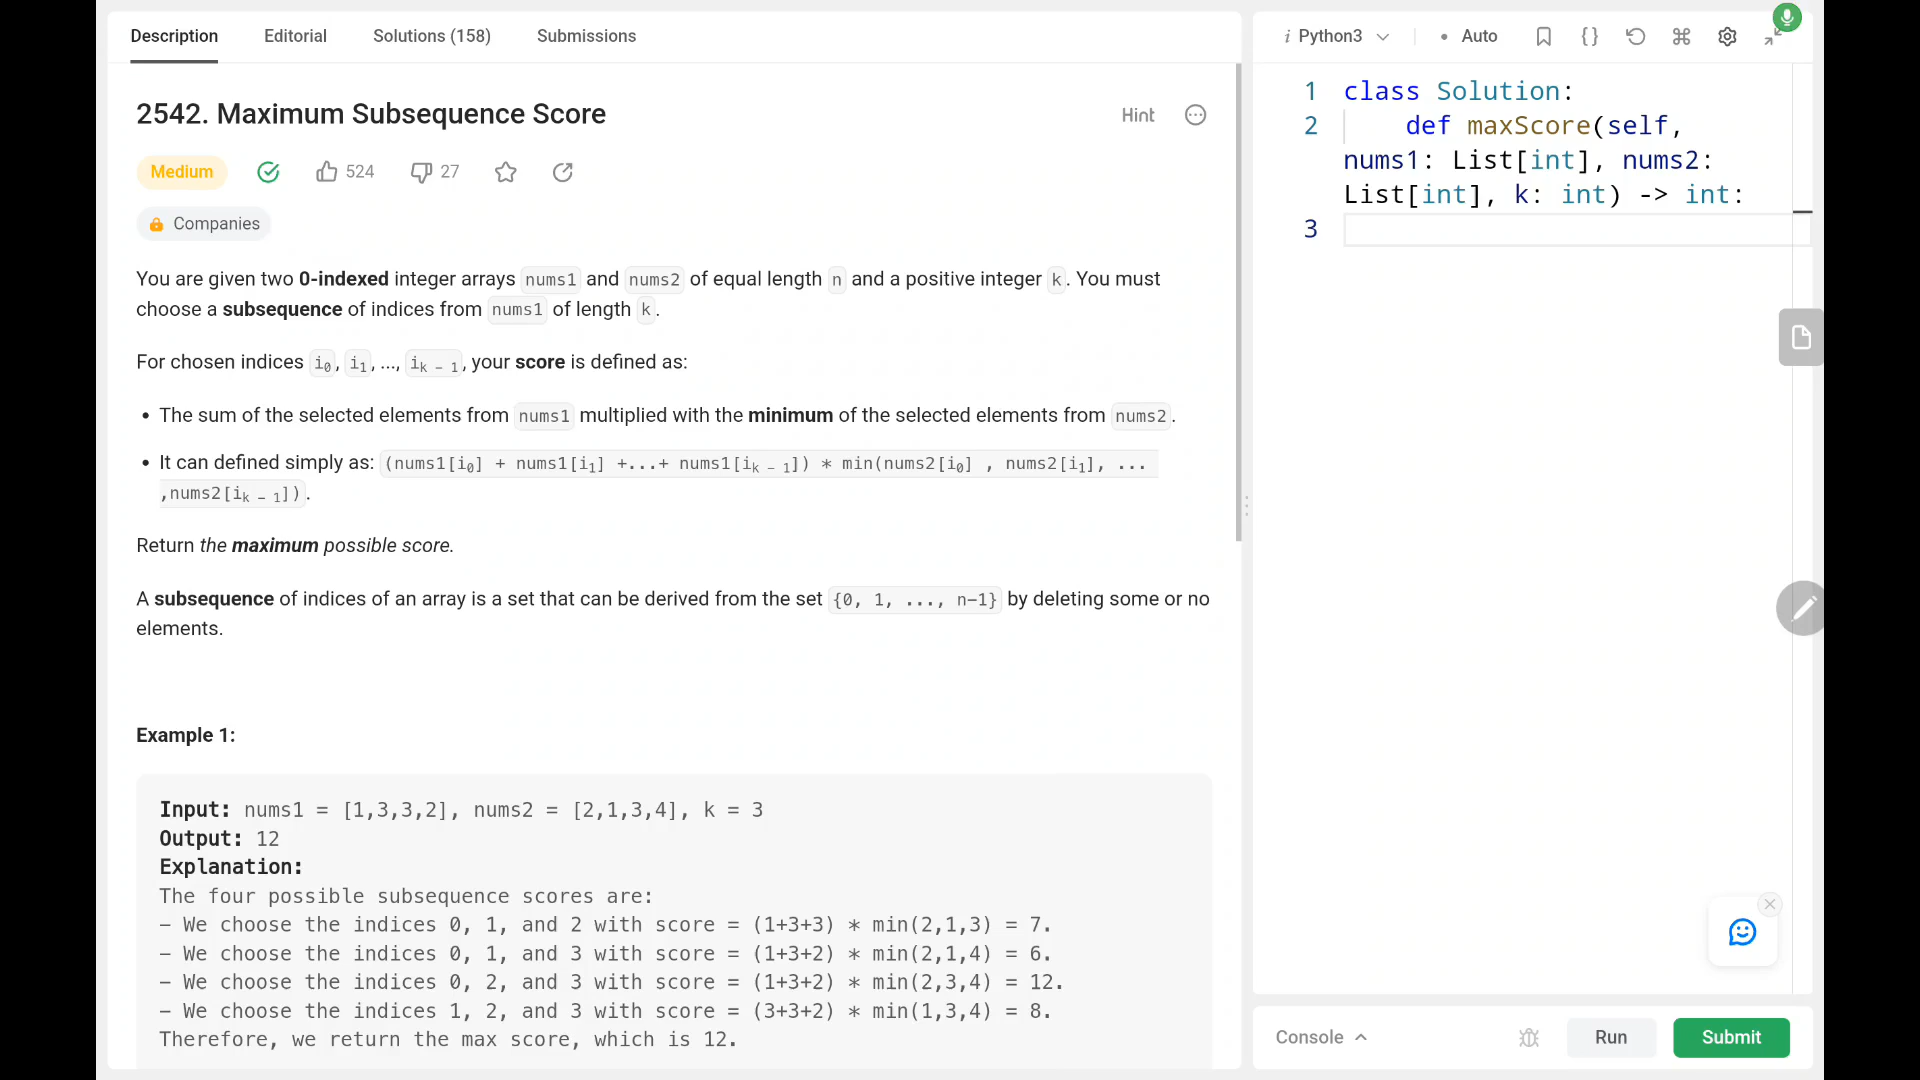 Description Editorial Solutions (158) Submissions
i Python3 • Auto {}
2542. Maximum Subsequence Score
Hint
Medium 524 27
Companies
You are given two 0-indexed integer arrays nums1 and nums2 of equal length n and a positive integer k. You must
choose a subsequence of indices from nums1 of length k.
For chosen indices i0, i1, ..., ik - 1, your score is defined as:
• The sum of the selected elements from nums1 multiplied with the minimum of the selected elements from nums2.
• It can defined simply as: (nums1[i0] + nums1[i1] +...+ nums1[ik - 1]) * min(nums2[i0] , nums2[i1], ...
,nums2[ik - 1]).
Return the maximum possible score.
A subsequence of indices of an array is a set that can be derived from the set {0, 1, ..., n-1} by deleting some or no
elements.
Example 1:
Input: nums1 = [1,3,3,2], nums2 = [2,1,3,4], k = 3
Output: 12
Explanation:
The four possible subsequence scores are:
- We choose the indices 0, 1, and 2 with score = (1+3+3) * min(2,1,3) = 7.
- We choose the indices 0, 1, and 3 with score = (1+3+2) * min(2,1,4) = 6.
- We choose the indices 0, 2, and 3 with score = (1+3+2) * min(2,3,4) = 12.
- We choose the indices 1, 2, and 3 with score = (3+3+2) * min(1,3,4) = 8.
Therefore, we return the max score, which is 12.
1 class Solution:
2 def maxScore(self,
nums1: List[int], nums2:
List[int], k: int) -> int:
3
Console Run Submit